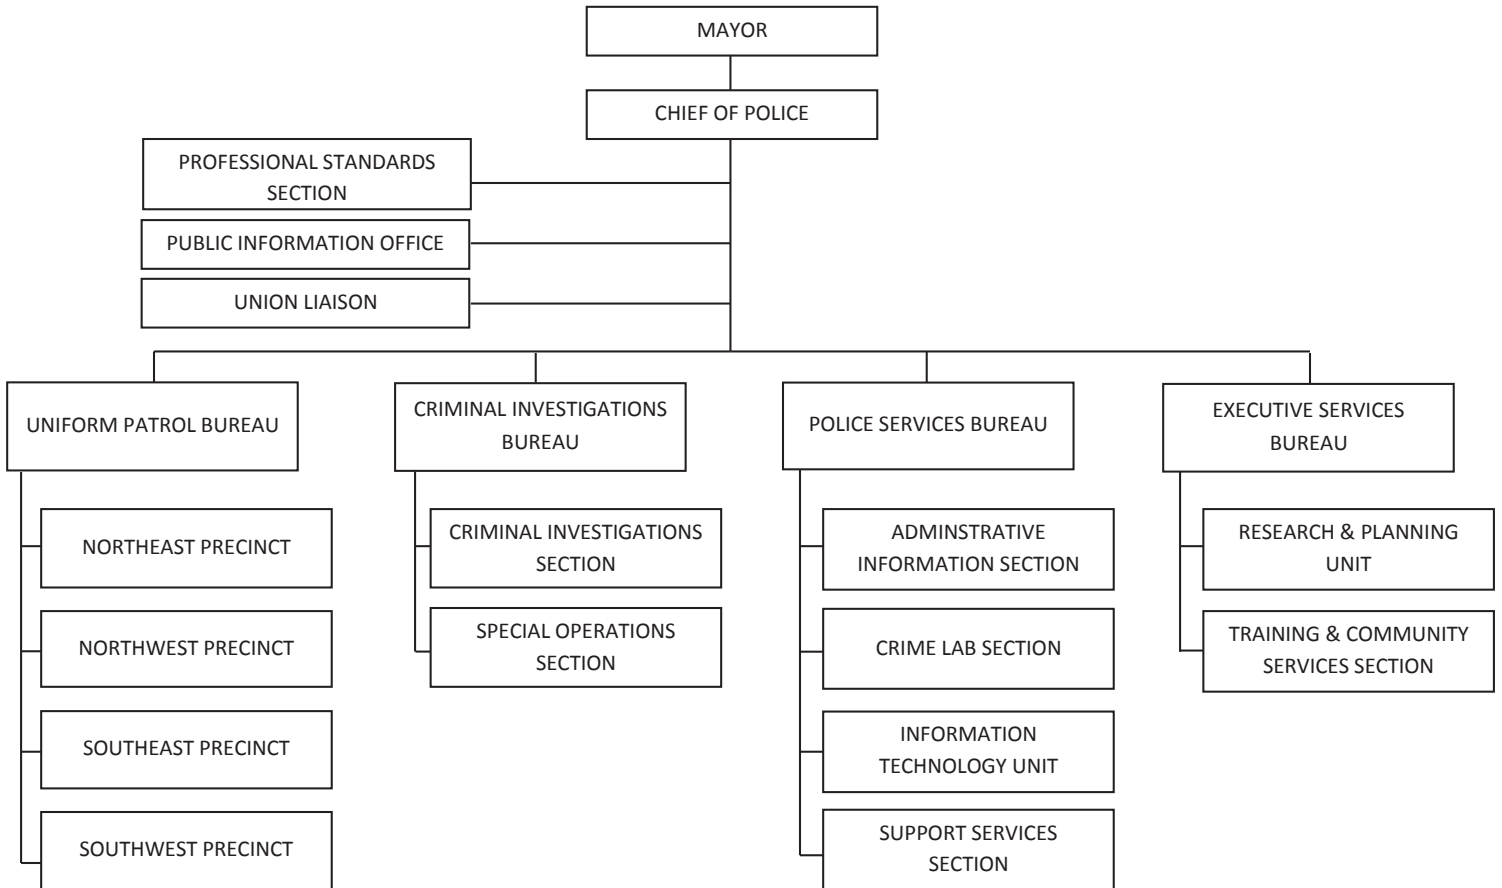 MAYOR
CHIEF OF POLICE
PROFESSIONAL STANDARDS
SECTION
PUBLIC INFORMATION OFFICE
UNION LIAISON
UNIFORM PATROL BUREAU
CRIMINAL INVESTIGATIONS
BUREAU
POLICE SERVICES BUREAU
EXECUTIVE SERVICES
BUREAU
NORTHEAST PRECINCT
NORTHWEST PRECINCT
SOUTHEAST PRECINCT
SOUTHWEST PRECINCT
CRIMINAL INVESTIGATIONS
SECTION
SPECIAL OPERATIONS
SECTION
ADMINSTRATIVE
INFORMATION SECTION
CRIME LAB SECTION
INFORMATION
TECHNOLOGY UNIT
SUPPORT SERVICES
SECTION
RESEARCH & PLANNING
UNIT
TRAINING & COMMUNITY
SERVICES SECTION